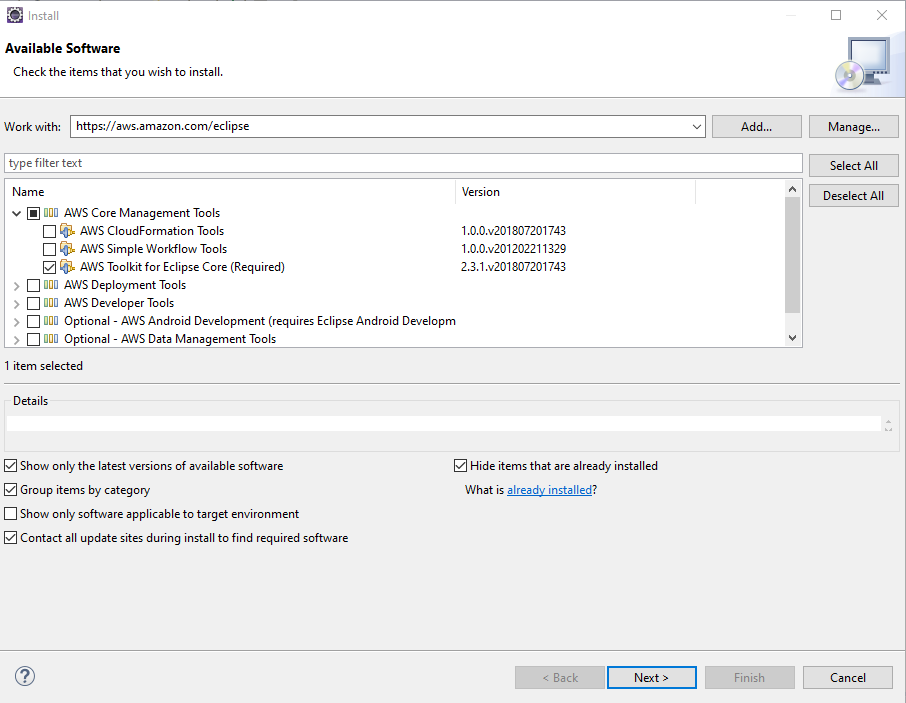 Install
Available Software
Check the items that you wish to install.
Work with: https://aws.amazon.com/eclipse Add... Manage...
type filter text Select All
Name Version Deselect All
AWS Core Management Tools
AWS CloudFormation Tools 1.0.0.v201807201743
AWS Simple Workflow Tools 1.0.0.v201202211329
AWS Toolkit for Eclipse Core (Required) 2.3.1.v201807201743
AWS Deployment Tools
AWS Developer Tools
Optional - AWS Android Development (requires Eclipse Android Developm
Optional - AWS Data Management Tools
1 item selected
Details
Show only the latest versions of available software Hide items that are already installed
Group items by category What is already installed?
Show only software applicable to target environment
Contact all update sites during install to find required software
? < Back Next > Finish Cancel